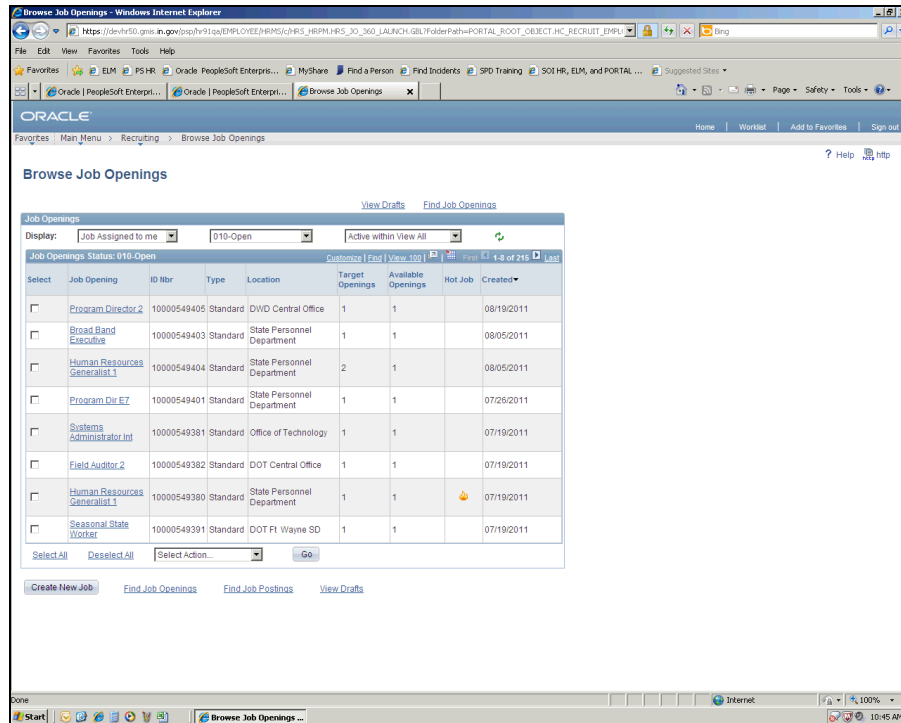 Browse Job Openings - Windows Internet Explorer
https://devhr50.gmis.in.gov/psp/hr91qa/EMPLOYEE/HRMS/c/HRS_HRPM.HRS_JO_360_LAUNCH.GBL?FolderPath=PORTAL_ROOT_OBJECT.HC_RECRUIT_EMPL
Bing
File Edit View Favorites Tools Help
Favorites ELM PS HR Oracle PeopleSoft Enterpris... MyShare Find a Person Find Incidents SPD Training SOI HR, ELM, and PORTAL ... Suggested Sites
Oracle | PeopleSoft Enterpri... Oracle | PeopleSoft Enterpri... Browse Job Openings Page Safety Tools
ORACLE
Home | Worklist | Add to Favorites | Sign out
Favorites Main Menu > Recruiting > Browse Job Openings
? Help http
Browse Job Openings
View Drafts Find Job Openings
Job Openings
Display: Job Assigned to me 010-Open Active within View All
Job Openings Status: 010-Open Customize | Find | View 100 | First 1-8 of 215 Last
Select Job Opening ID Nbr Type Location Target Openings Available Openings Hot Job Created
Program Director 2 10000549405 Standard DWD Central Office 1 1 08/19/2011
Broad Band Executive 10000549403 Standard State Personnel Department 1 1 08/05/2011
Human Resources Generalist 1 10000549404 Standard State Personnel Department 2 1 08/05/2011
Program Dir E7 10000549401 Standard State Personnel Department 1 1 07/26/2011
Systems Administrator Int 10000549381 Standard Office of Technology 1 1 07/19/2011
Field Auditor 2 10000549382 Standard DOT Central Office 1 1 07/19/2011
Human Resources Generalist 1 10000549380 Standard State Personnel Department 1 1 07/19/2011
Seasonal State Worker 10000549391 Standard DOT Ft Wayne SD 1 1 07/19/2011
Select All Deselect All Select Action... Go
Create New Job Find Job Openings Find Job Postings View Drafts
Done Internet 100%
Start Browse Job Openings ... 10:45 AM